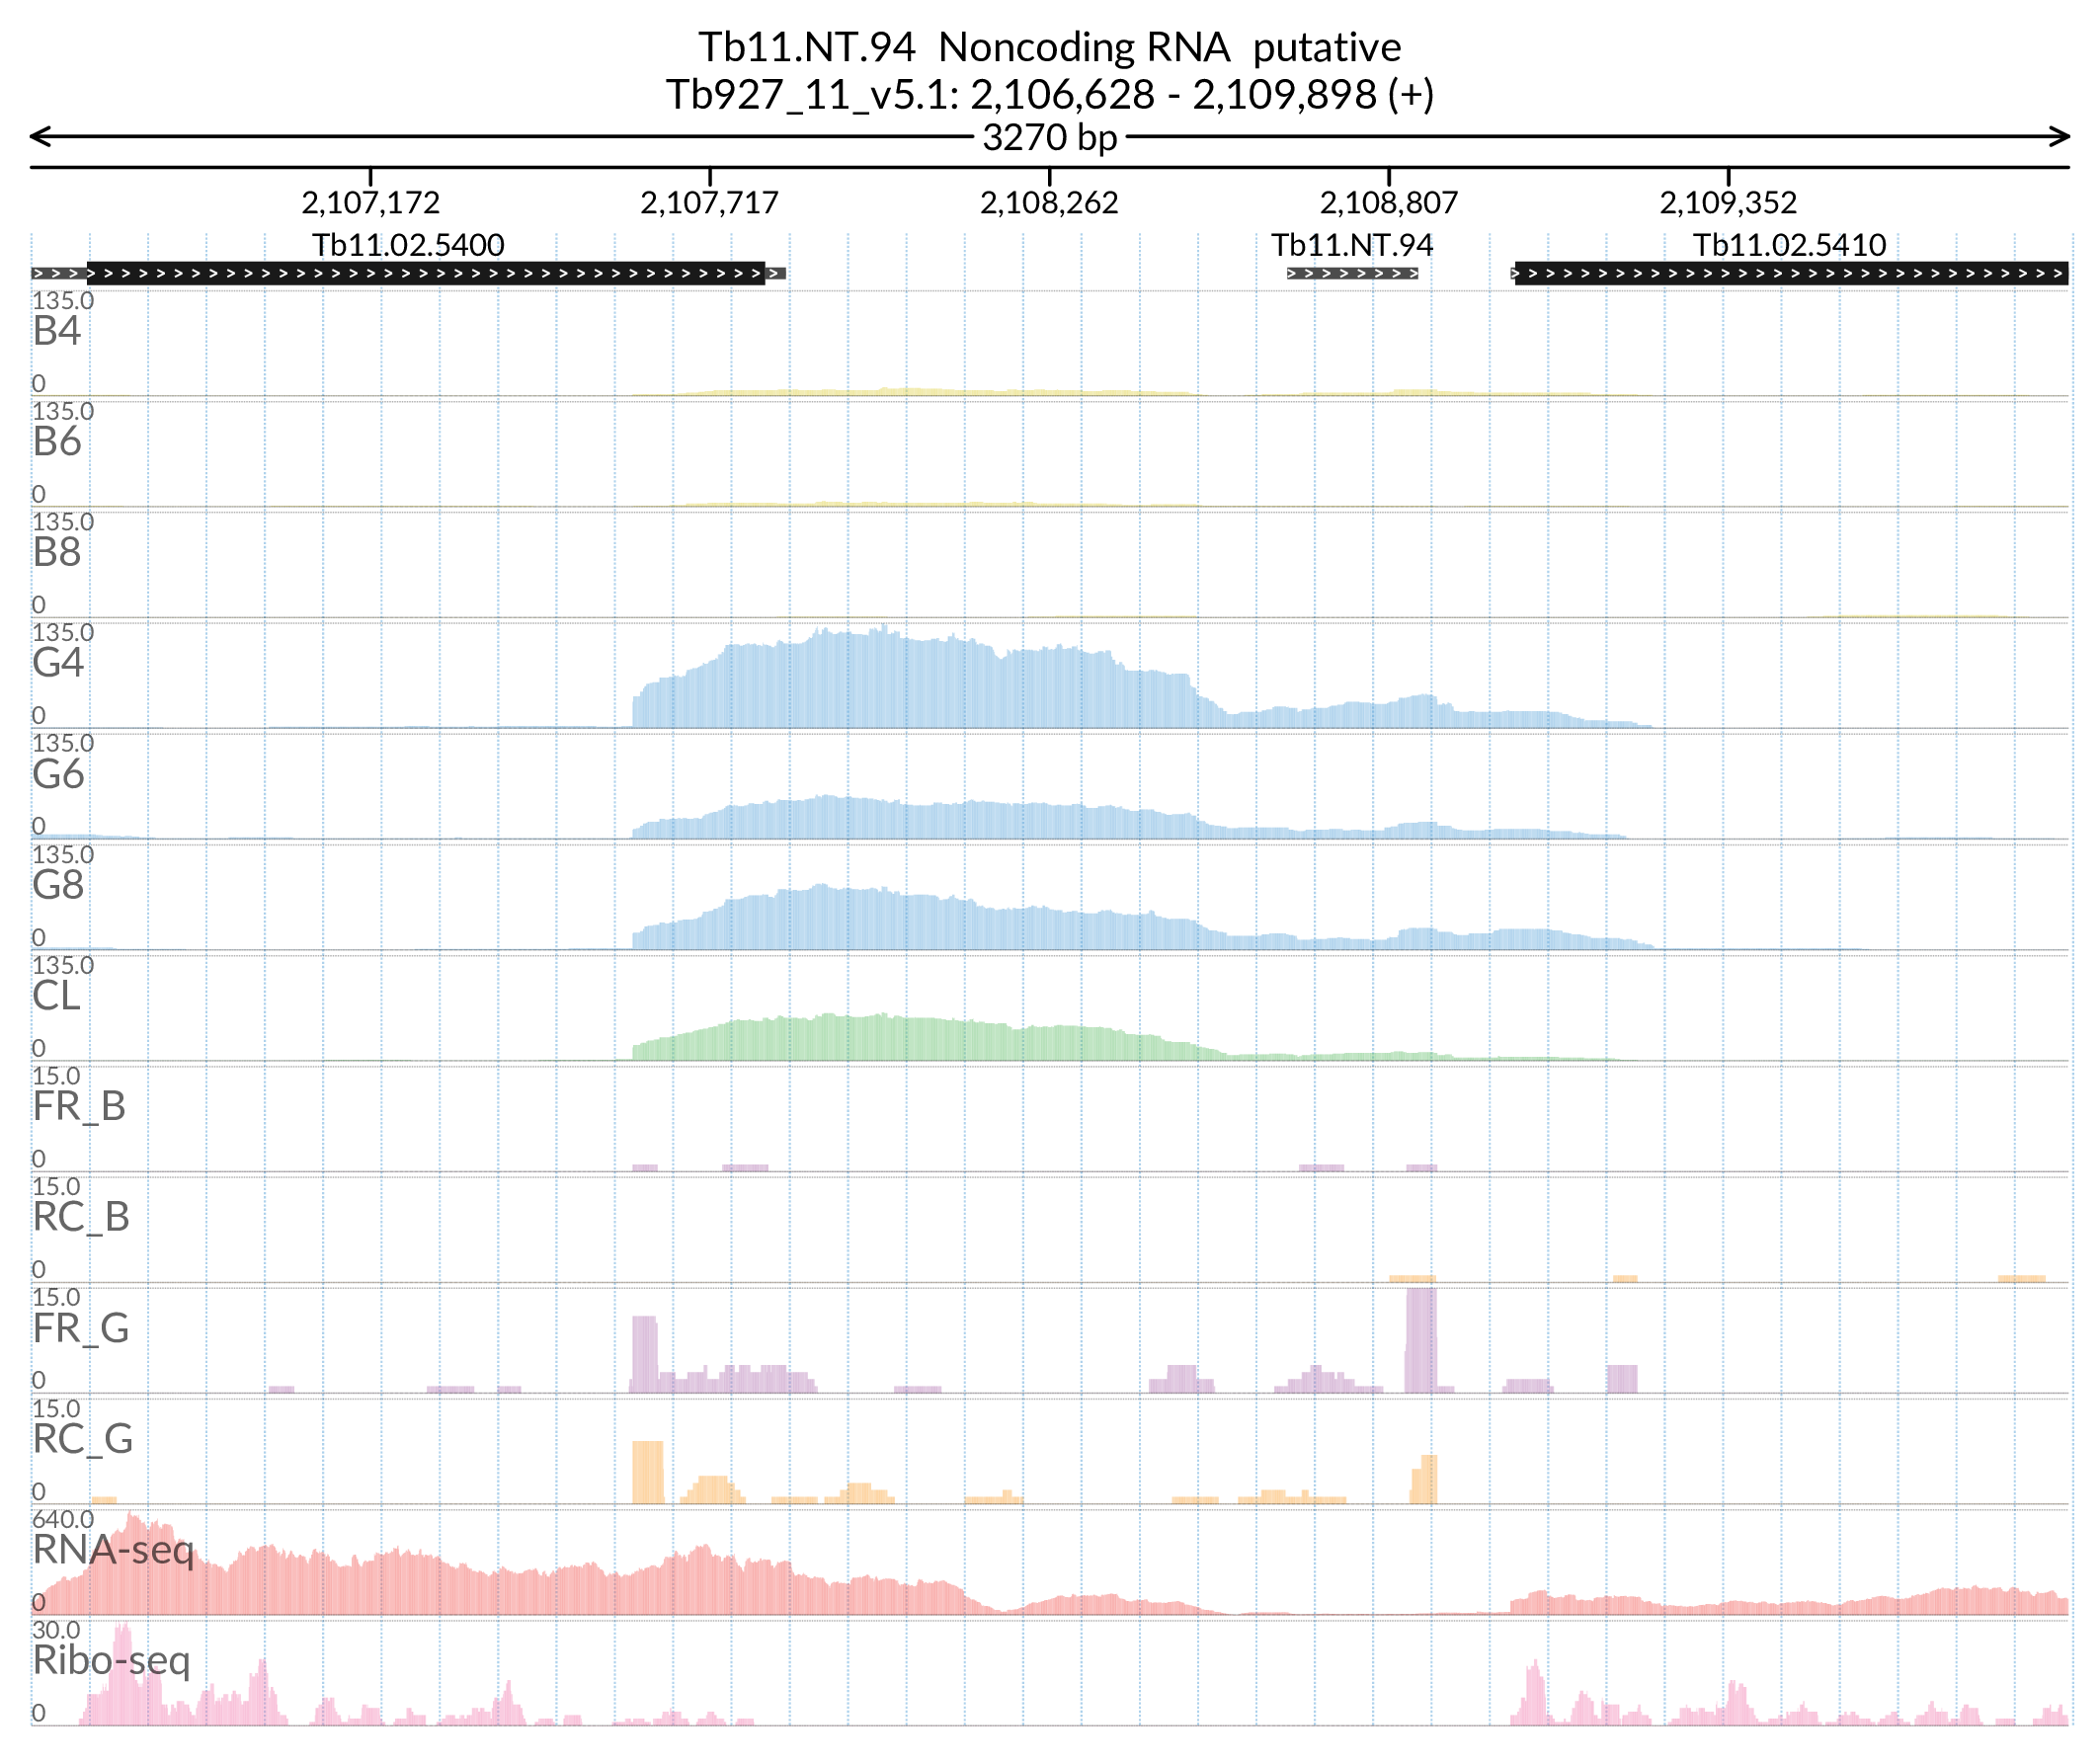 Tb11.NT.94 Noncoding RNA putative
Tb927_11_v5.1: 2,106,628 - 2,109,898 (+)
3270 bp
2,107,172 2,107,717 2,108,262 2,108,807 2,109,352
Tb11.02.5400 Tb11.NT.94 Tb11.02.5410
135.0
B4
0
135.0
B6
0
135.0
B8
0
135.0
G4
0
135.0
G6
0
135.0
G8
0
135.0
CL
0
15.0
FR_B
0
15.0
RC_B
0
15.0
FR_G
0
15.0
RC_G
0
640.0
RNA-seq
0
30.0
Ribo-seq
0